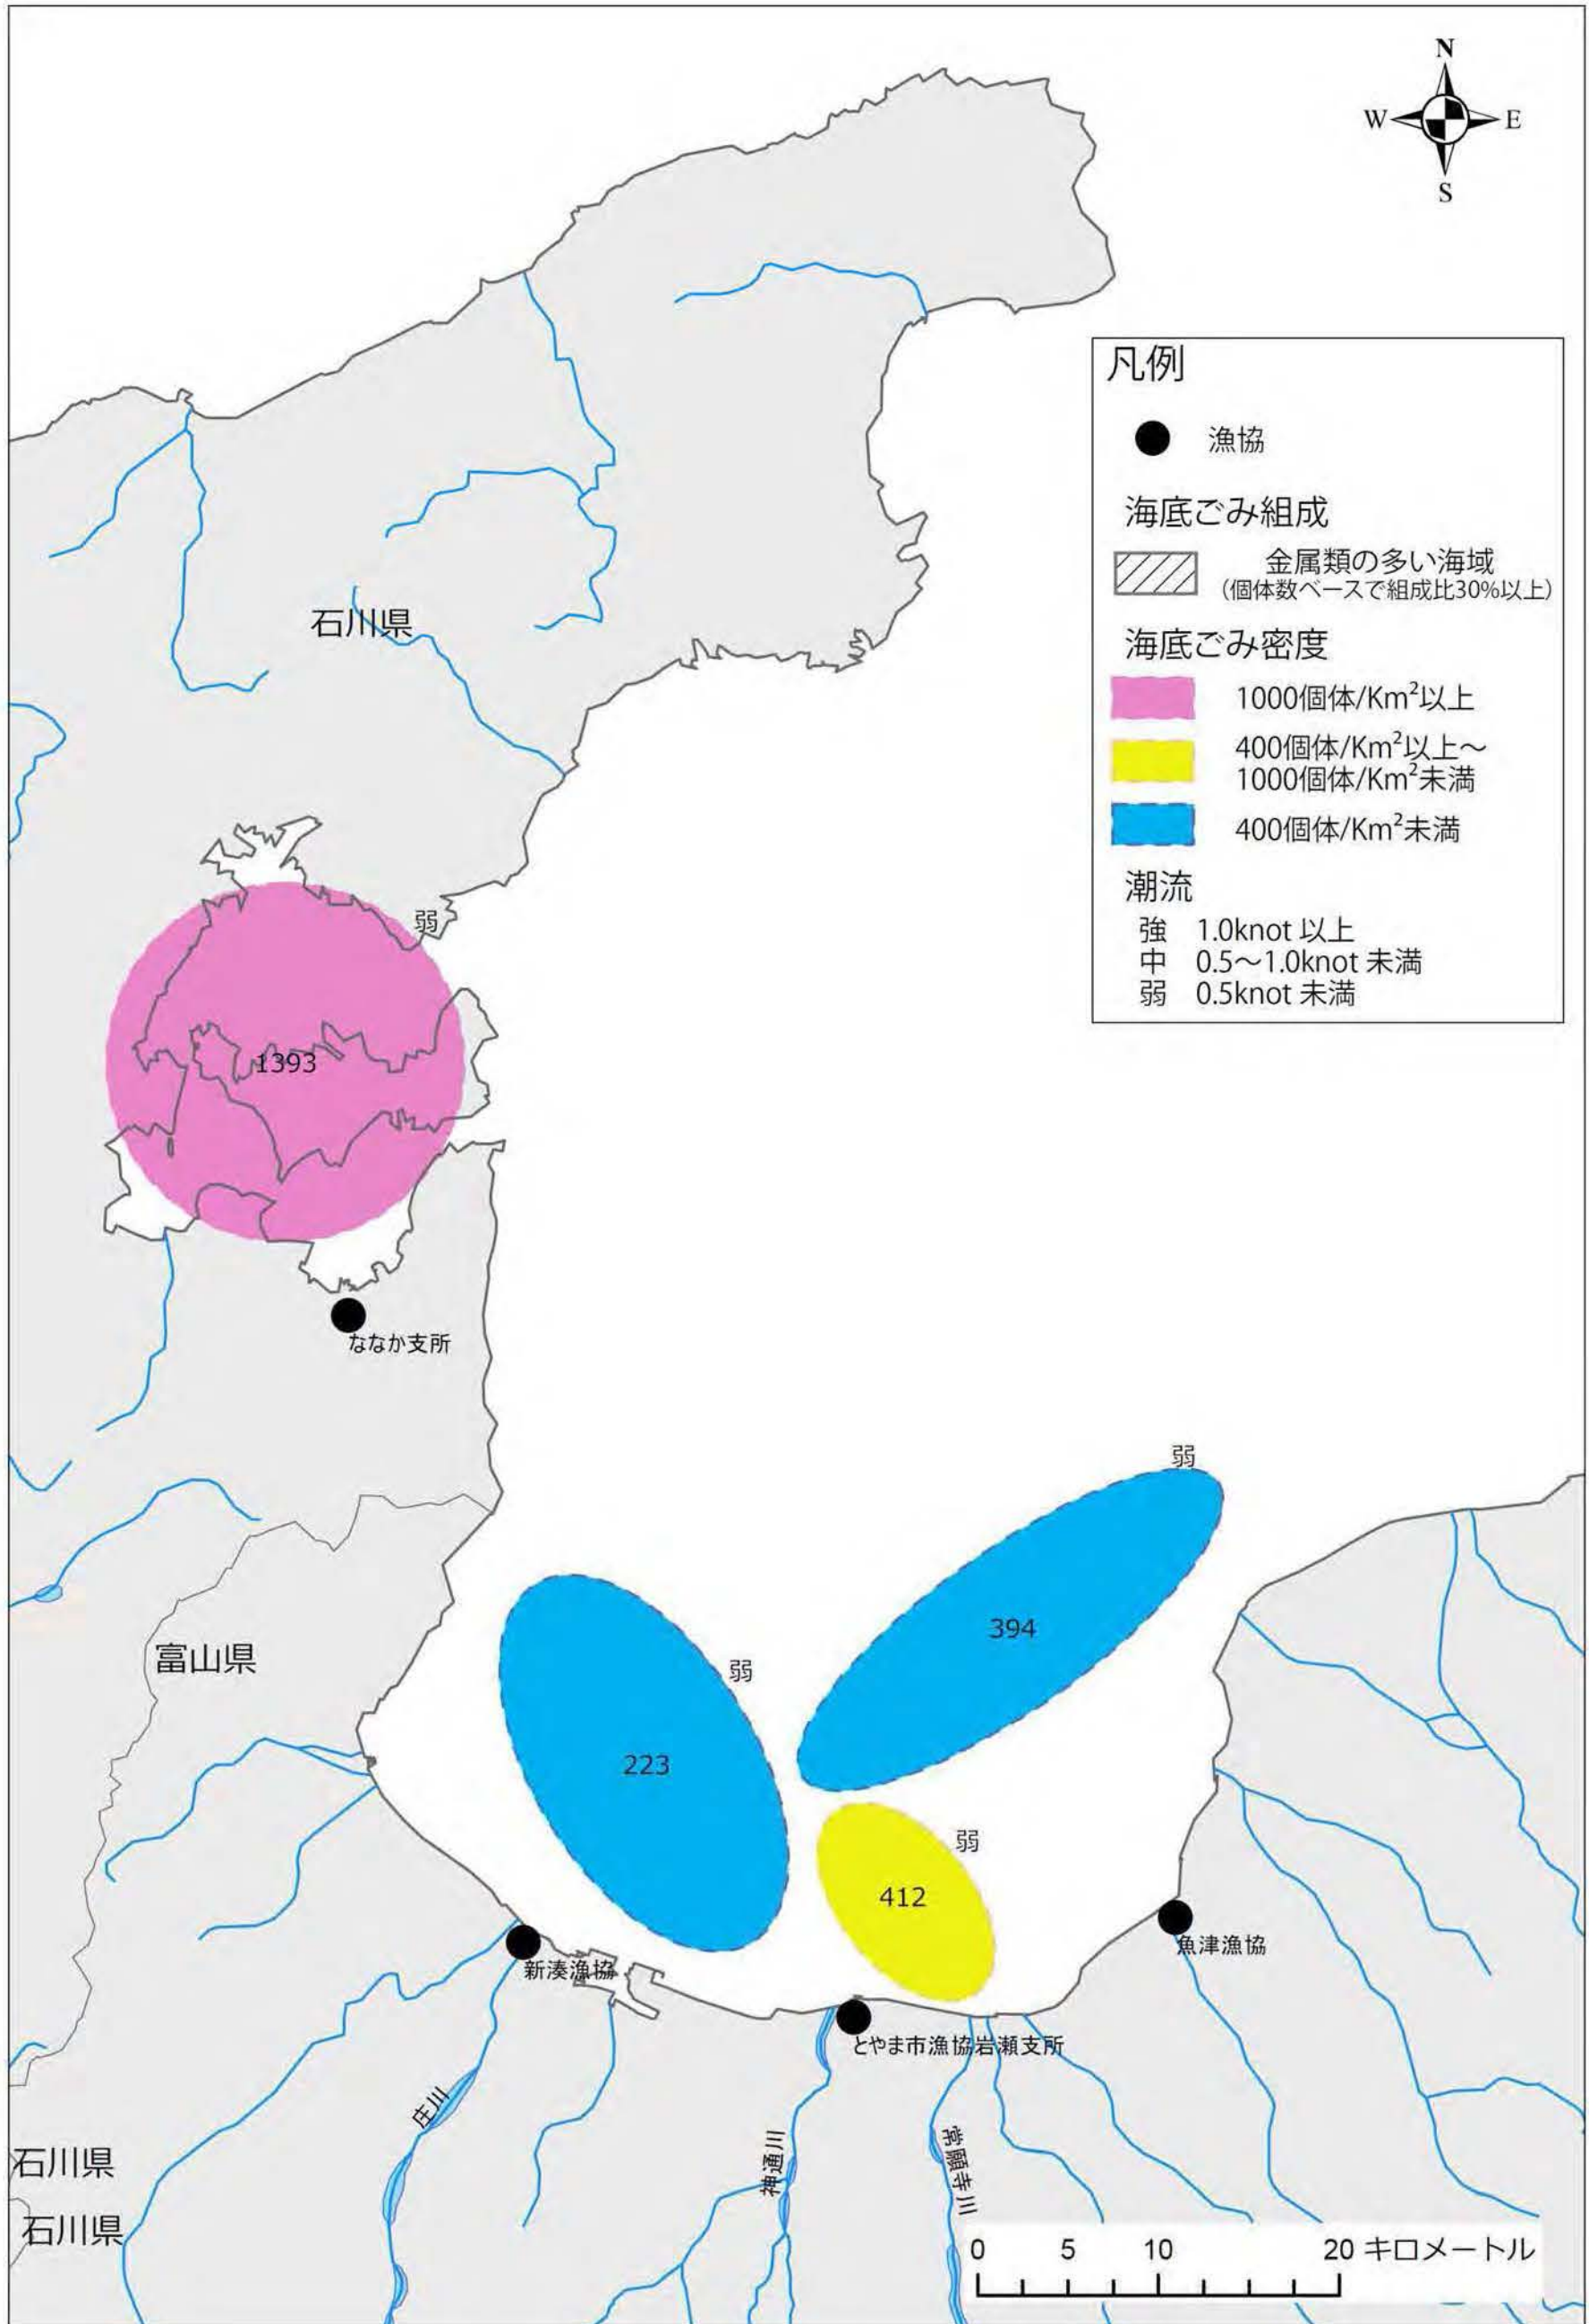 N
W
E
S
凡例
漁協
海底ごみ組成
金属類の多い海域
(個体数ベースで組成比30%以上)
海底ごみ密度
1000個体/Km²以上
400個体/Km²以上～
1000個体/Km²未満
400個体/Km²未満
潮流
強 1.0knot 以上
中 0.5～1.0knot 未満
弱 0.5knot 未満
石川県
弱
1393
ななか支所
弱
394
富山県
弱
223
弱
412
魚津漁協
新湊漁協
とやま市漁協岩瀬支所
庄川
神通川
常願寺川
石川県
石川県
0 5 10 20 キロメートル